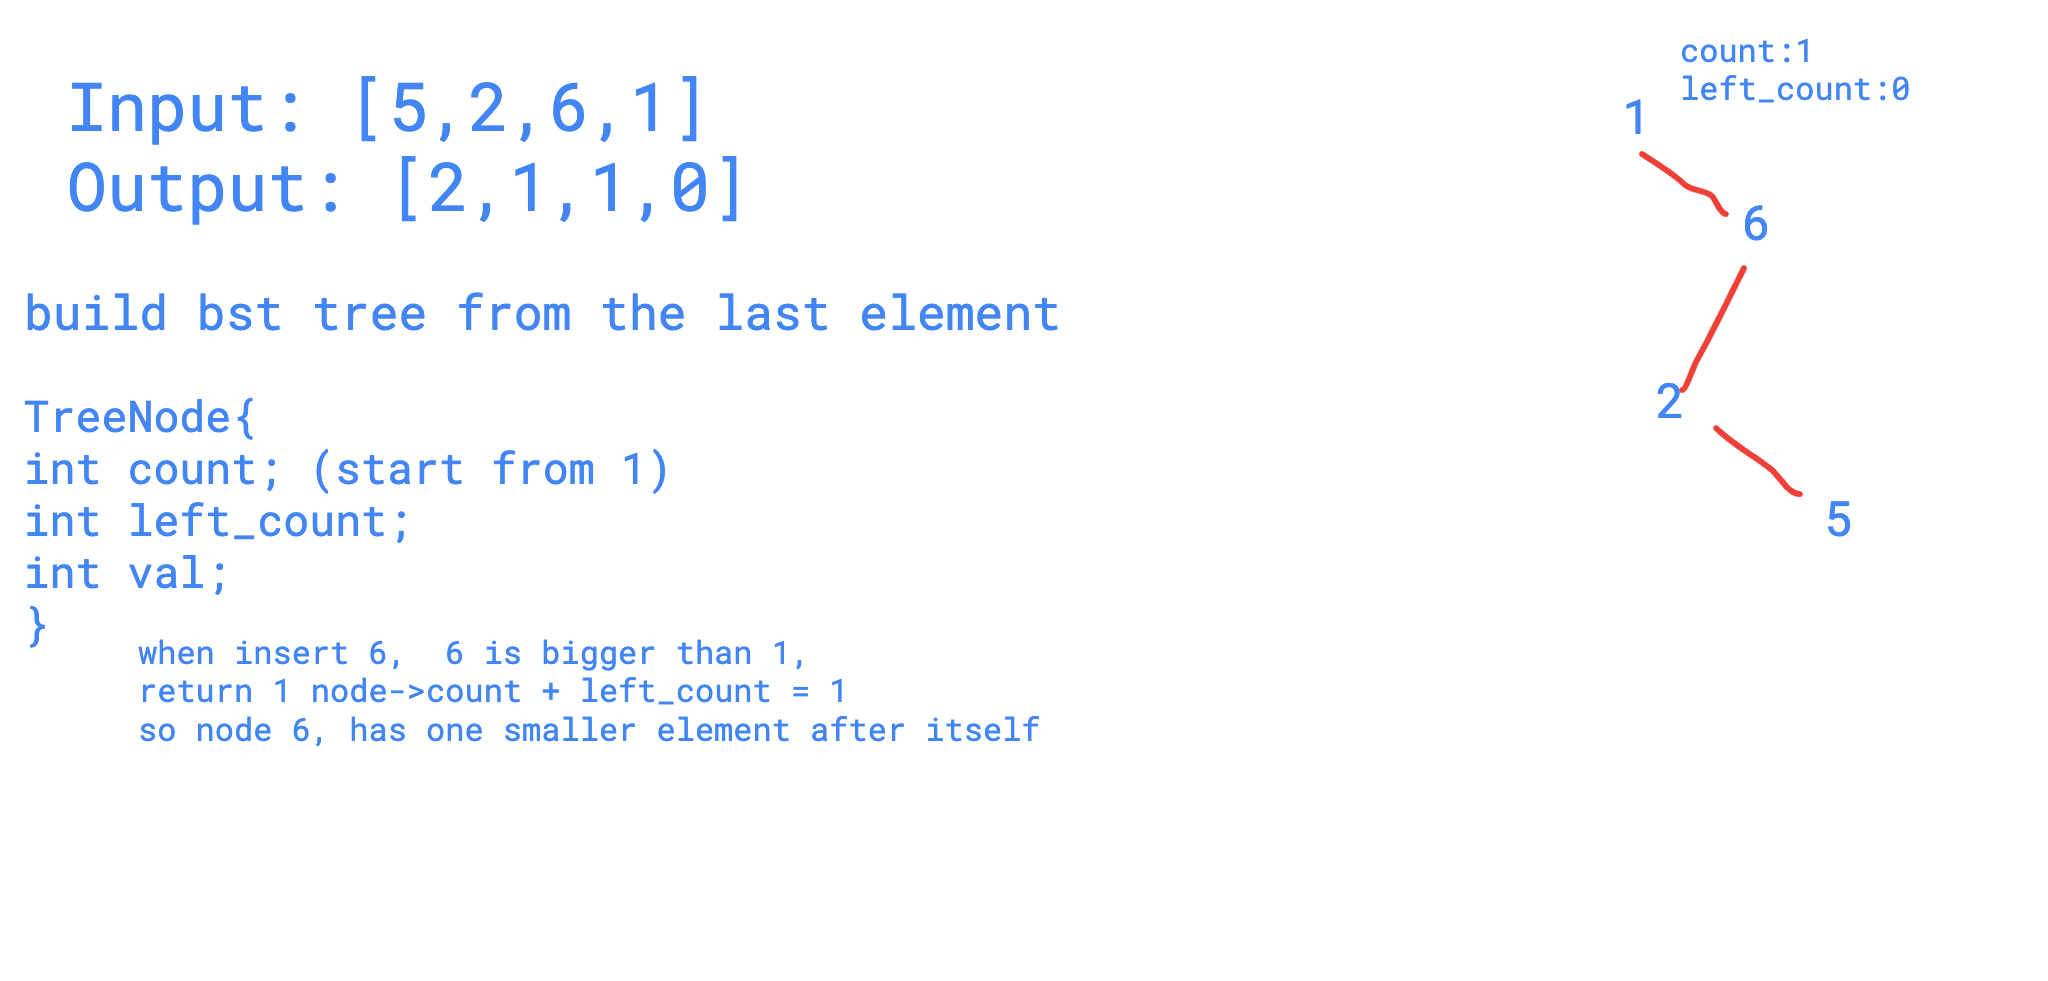 Input: [5,2,6,1]
Output: [2,1,1,0]
build bst tree from the last element
TreeNode{
int count; (start from 1)
int left_count;
int val;
}
when insert 6,  6 is bigger than 1,
return 1 node->count + left_count = 1
so node 6, has one smaller element after itself
count:1
left_count:0
1
6
2
5